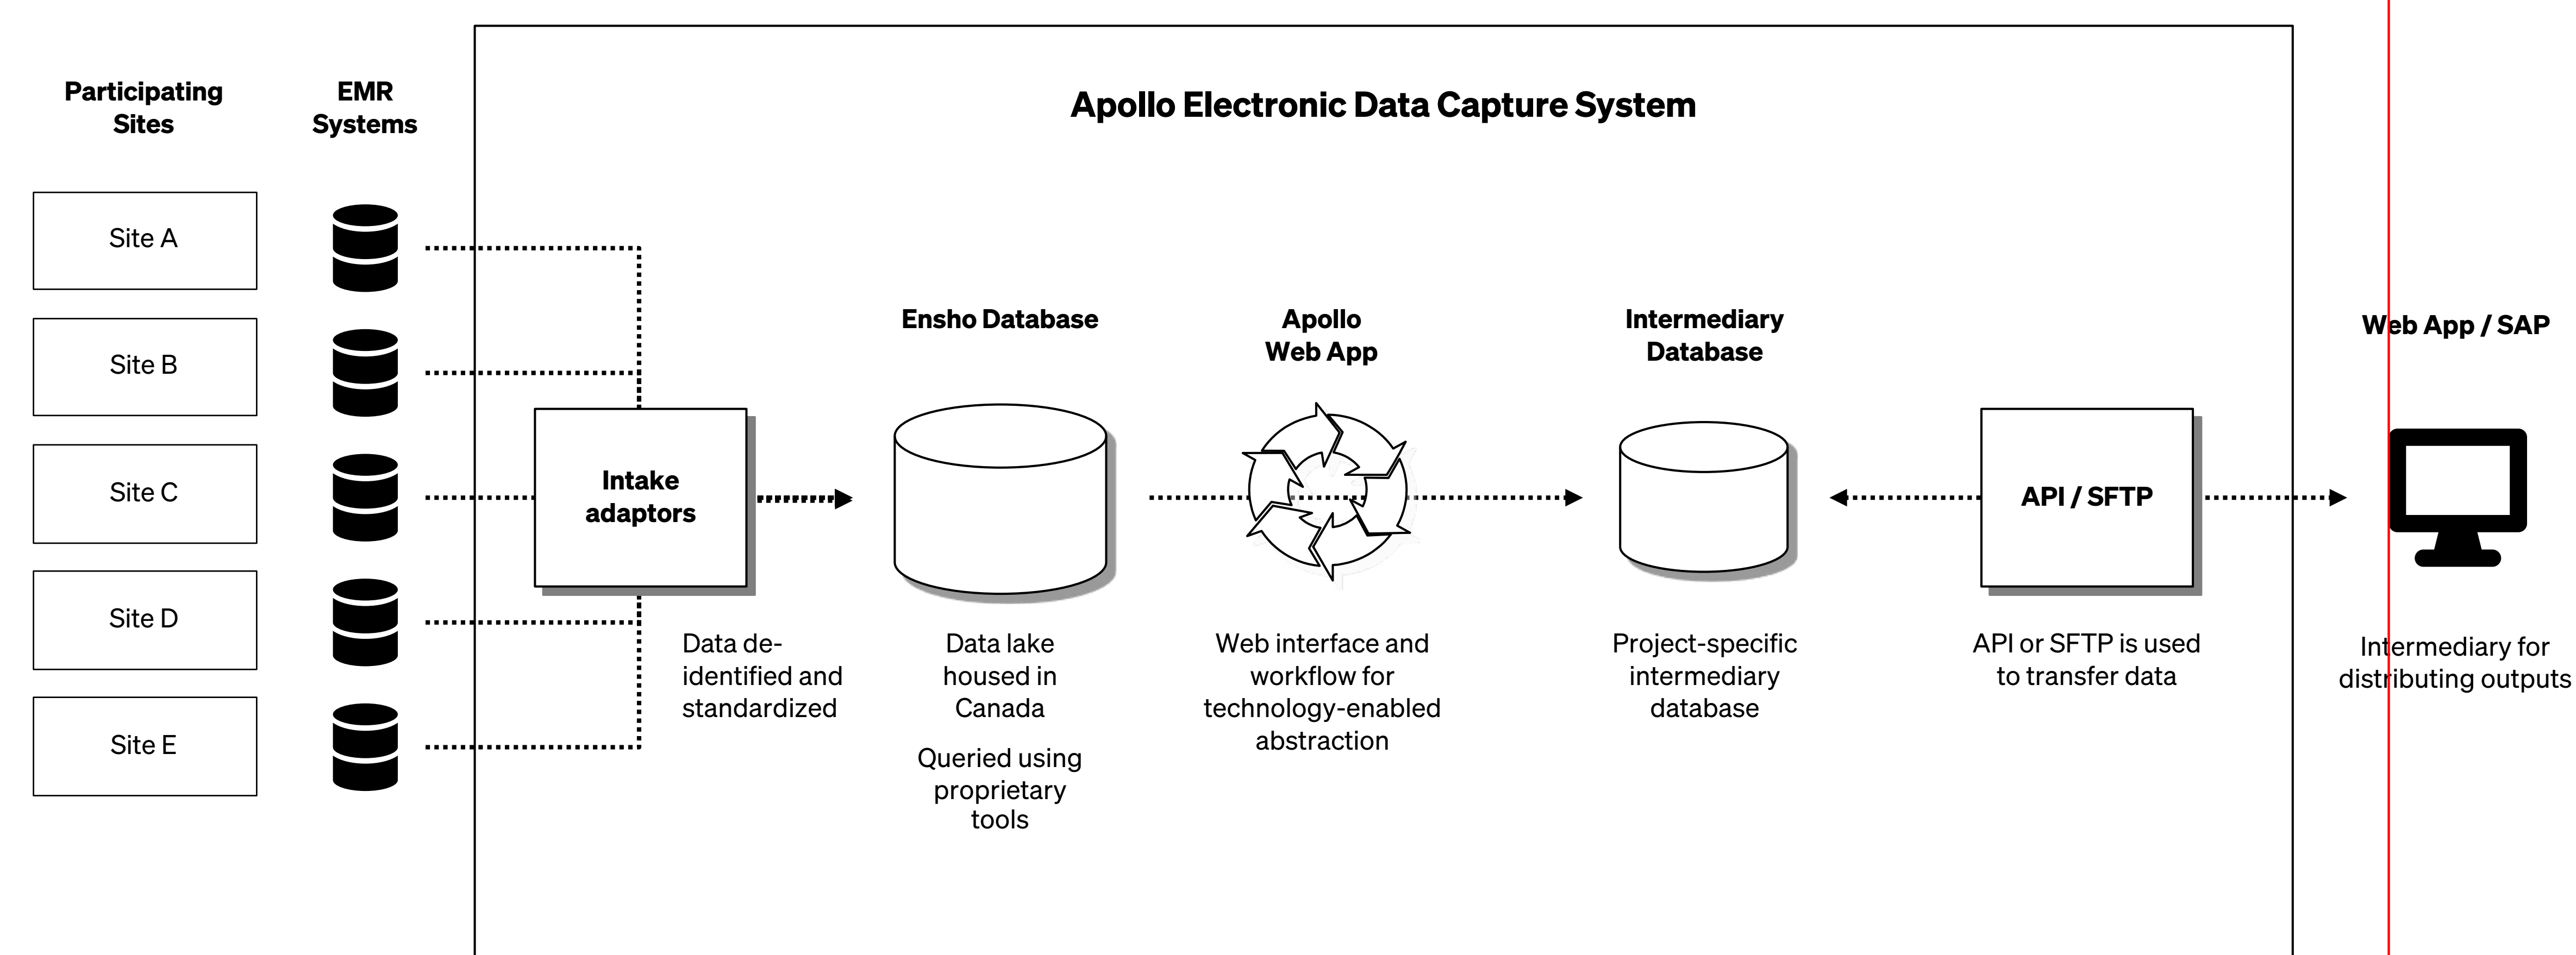 Participating
Sites
EMR
Systems
Apollo Electronic Data Capture System
Site A
Site B
Site C
Site D
Site E
Intake
adaptors
Data de-
identified and
standardized
Ensho Database
Data lake
housed in
Canada
Queried using
proprietary
tools
Apollo
Web App
Web interface and
workflow for
technology-enabled
abstraction
Intermediary
Database
Project-specific
intermediary
database
API / SFTP
API or SFTP is used
to transfer data
Web App / SAP
Intermediary for
distributing outputs